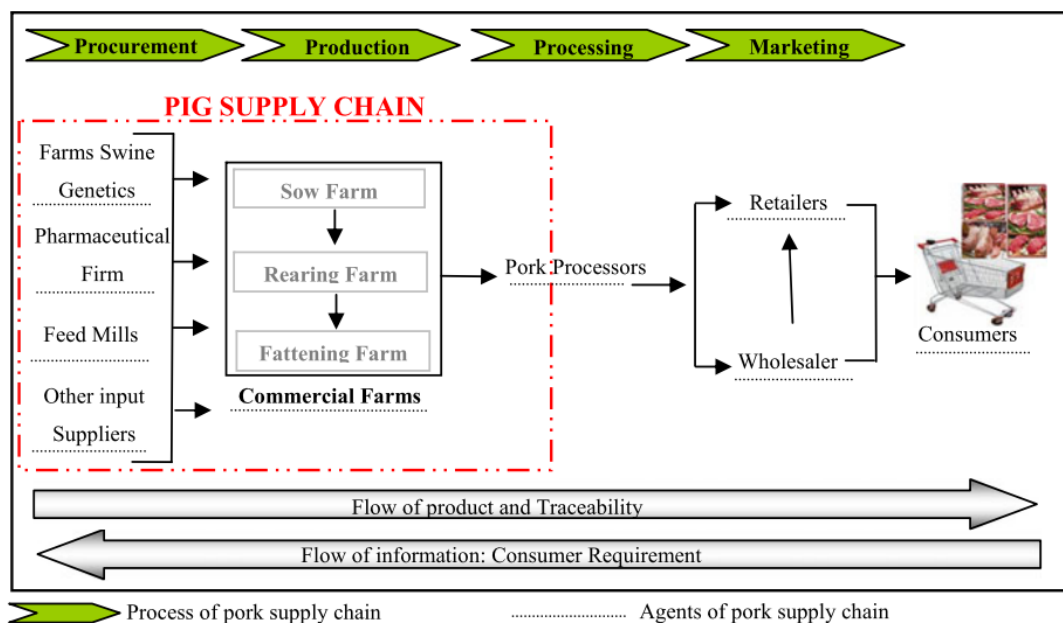 Procurement
Production
Processing
Marketing
PIG SUPPLY CHAIN
Farms Swine
Genetics
Pharmaceutical
Firm
Feed Mills
Other input
Suppliers
Sow Farm
Rearing Farm
Fattening Farm
Commercial Farms
Pork Processors
Retailers
Wholesaler
Consumers
Flow of product and Traceability
Flow of information: Consumer Requirement
Process of pork supply chain
Agents of pork supply chain